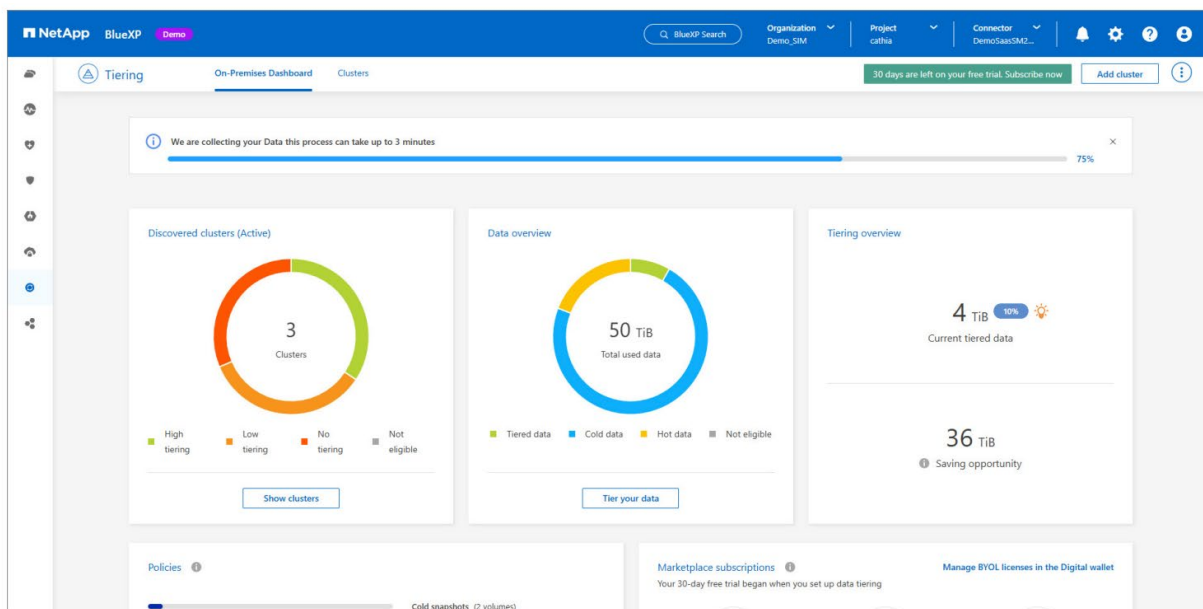 NetApp BlueXP Demo
BlueXP Search
Organization
Demo_SIM
Project
cathia
Connector
DemoSaasSM2...
Tiering
On-Premises Dashboard
Clusters
30 days are left on your free trial. Subscribe now
Add cluster
We are collecting your Data this process can take up to 3 minutes
75%
Discovered clusters (Active)
3
Clusters
High
tiering
Low
tiering
No
tiering
Not
eligible
Show clusters
Data overview
50 TiB
Total used data
Tiered data
Cold data
Hot data
Not eligible
Tier your data
Tiering overview
4 TiB 10%
Current tiered data
36 TiB
Saving opportunity
Policies
Cold snapshots (2 volumes)
Marketplace subscriptions
Manage BYOL licenses in the Digital wallet
Your 30-day free trial began when you set up data tiering